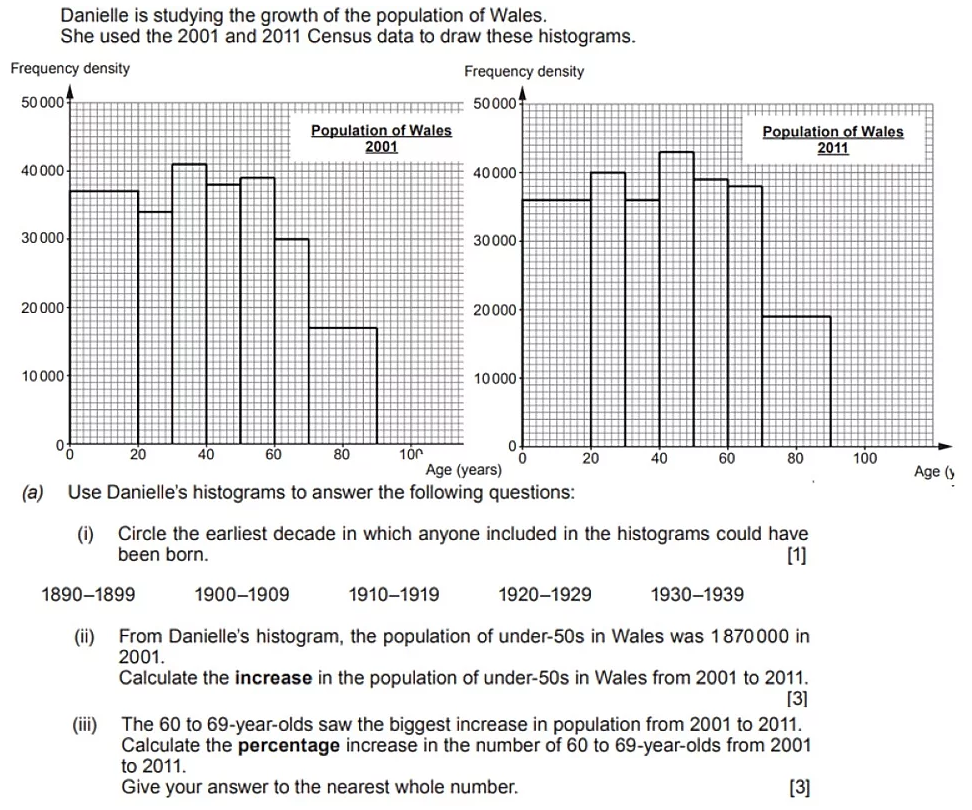 Danielle is studying the growth of the population of Wales.
She used the 2001 and 2011 Census data to draw these histograms.
Frequency density
50 000
40 000
30 000
20 000
10 000
0
Population of Wales
2001
0 20 40 60 80
Age (years)
Frequency density
50 000
40 000
30 000
20 000
10 000
0
Population of Wales
2011
0 20 40 60 80 100
Age (y
(a) Use Danielle's histograms to answer the following questions:
(i) Circle the earliest decade in which anyone included in the histograms could have
been born. [1]
1890–1899 1900–1909 1910–1919 1920–1929 1930–1939
(ii) From Danielle's histogram, the population of under-50s in Wales was 1 870 000 in
2001.
Calculate the increase in the population of under-50s in Wales from 2001 to 2011.
[3]
(iii) The 60 to 69-year-olds saw the biggest increase in population from 2001 to 2011.
Calculate the percentage increase in the number of 60 to 69-year-olds from 2001
to 2011.
Give your answer to the nearest whole number. [3]